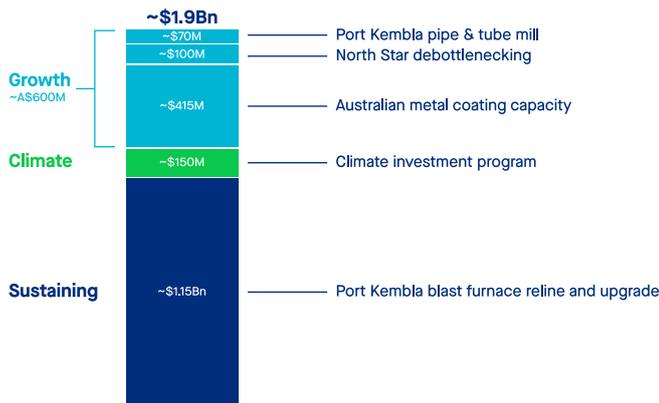 ~$1.9Bn
~$70M Port Kembla pipe & tube mill
~$100M North Star debottlenecking
Growth
~A$600M
~$415M Australian metal coating capacity
Climate ~$150M Climate investment program
Sustaining ~$1.15Bn Port Kembla blast furnace reline and upgrade